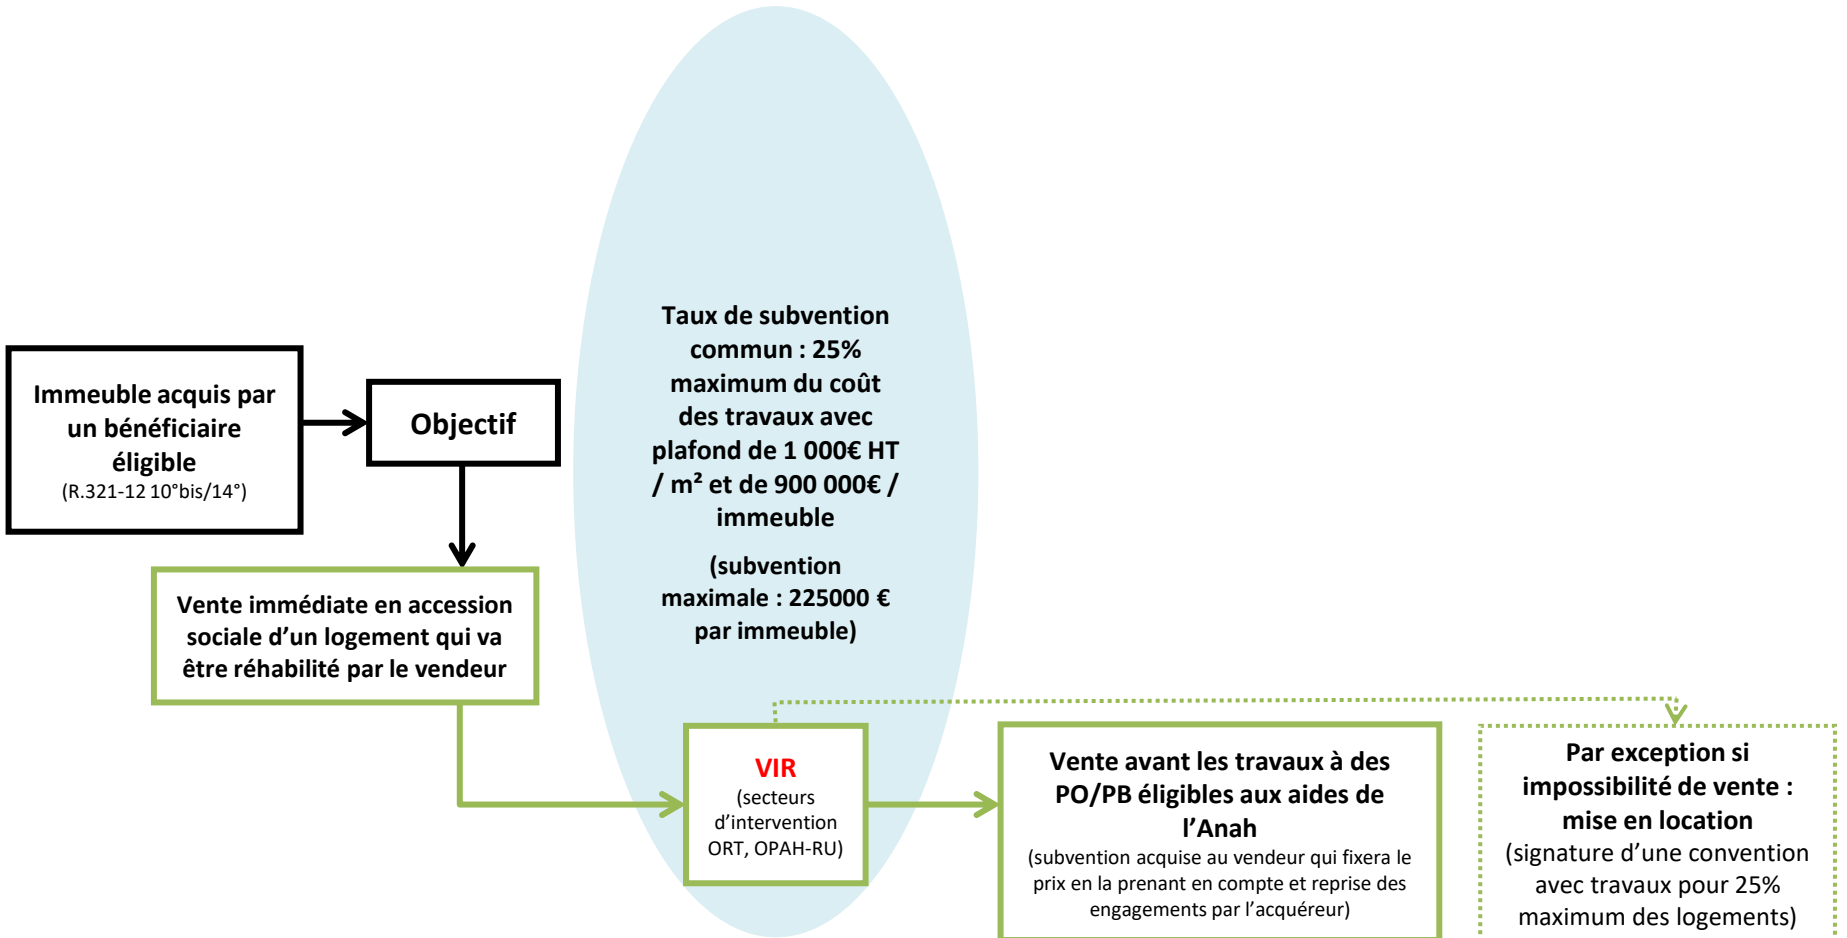 Immeuble acquis par
un bénéficiaire
éligible
(R.321-12 10°bis/14°)
Objectif
Vente immédiate en accession
sociale d’un logement qui va
être réhabilité par le vendeur
Taux de subvention
commun : 25%
maximum du coût
des travaux avec
plafond de 1 000€ HT
/ m² et de 900 000€ /
immeuble
(subvention
maximale : 225000 €
par immeuble)
VIR
(secteurs
d’intervention
ORT, OPAH-RU)
Vente avant les travaux à des
PO/PB éligibles aux aides de
l’Anah
(subvention acquise au vendeur qui fixera le
prix en la prenant en compte et reprise des
engagements par l’acquéreur)
Par exception si
impossibilité de vente :
mise en location
(signature d’une convention
avec travaux pour 25%
maximum des logements)